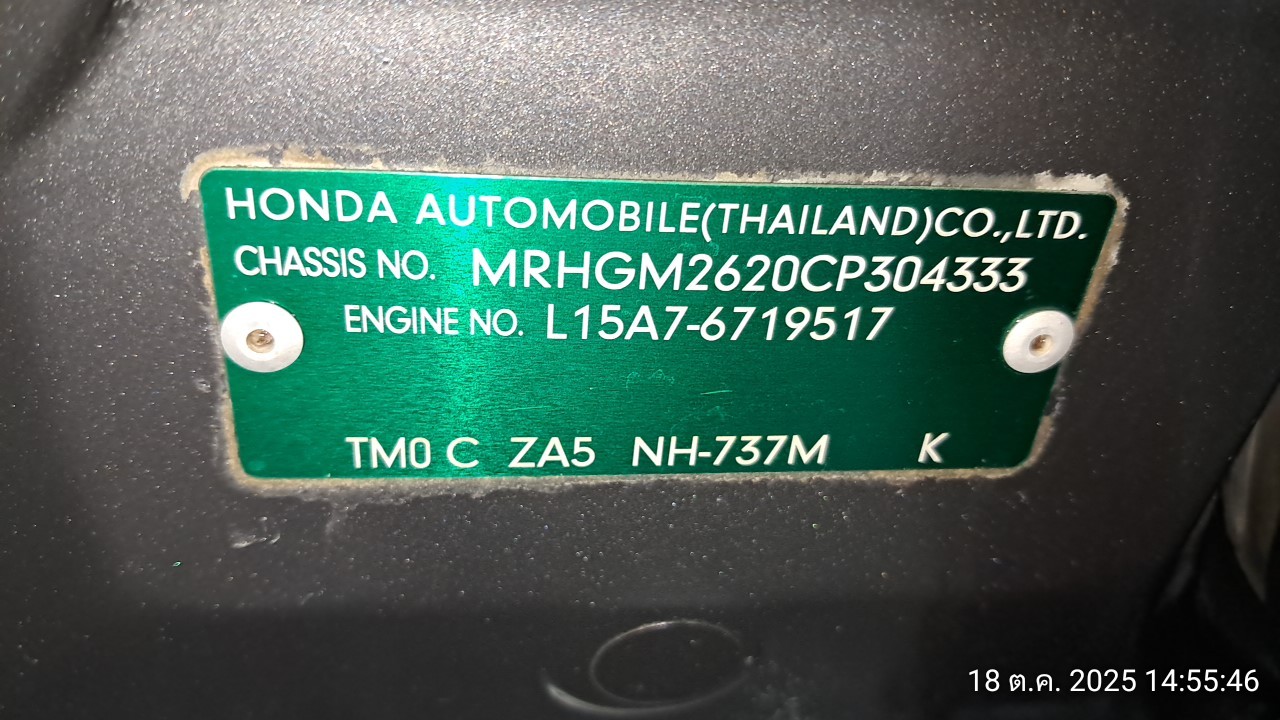 HONDA AUTOMOBILE(THAILAND)CO.,LTD.
CHASSIS NO. MRHGM2620CP304333
ENGINE NO. L15A7-6719517
TM0 C ZA5 NH-737M K
18 ต.ค. 2025 14:55:46